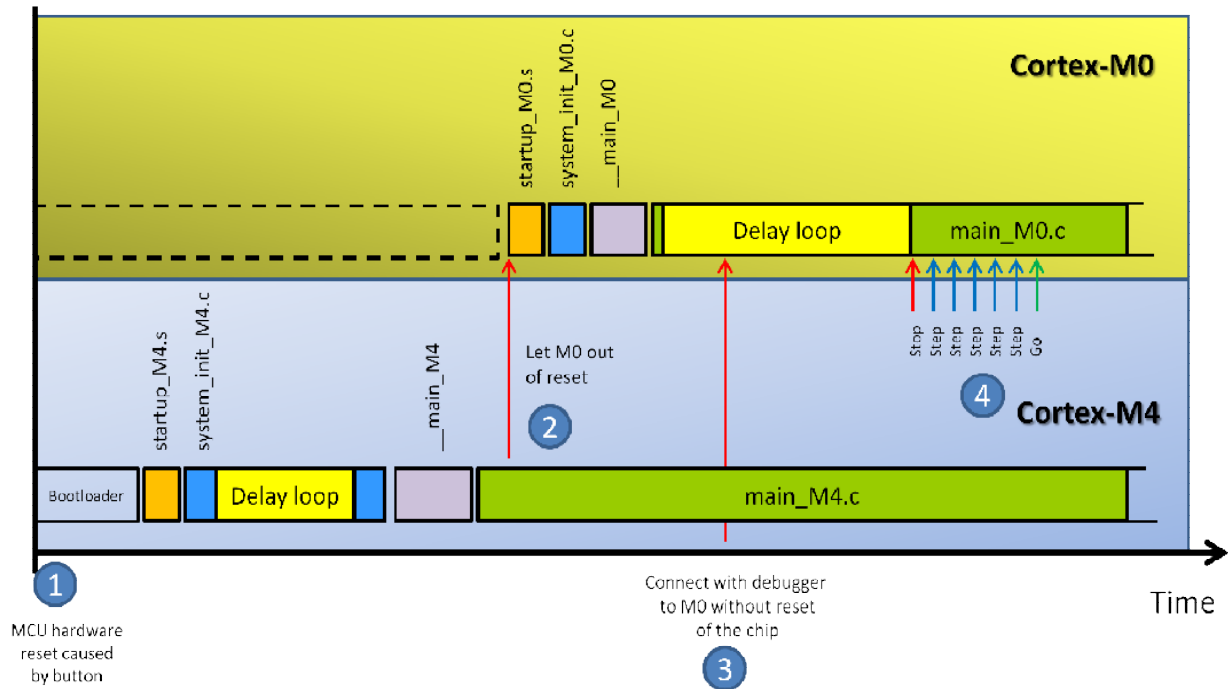 Cortex-M0
startup_M0.s
system_init_M0.c
__main_M0
Delay loop
main_M0.c
Stop
Step
Step
Step
Step
Step
Go
4
Let M0 out
of reset
2
Cortex-M4
startup_M4.s
system_init_M4.c
__main_M4
Bootloader
Delay loop
main_M4.c
1
MCU hardware
reset caused
by button
Connect with debugger
to M0 without reset
of the chip
3
Time